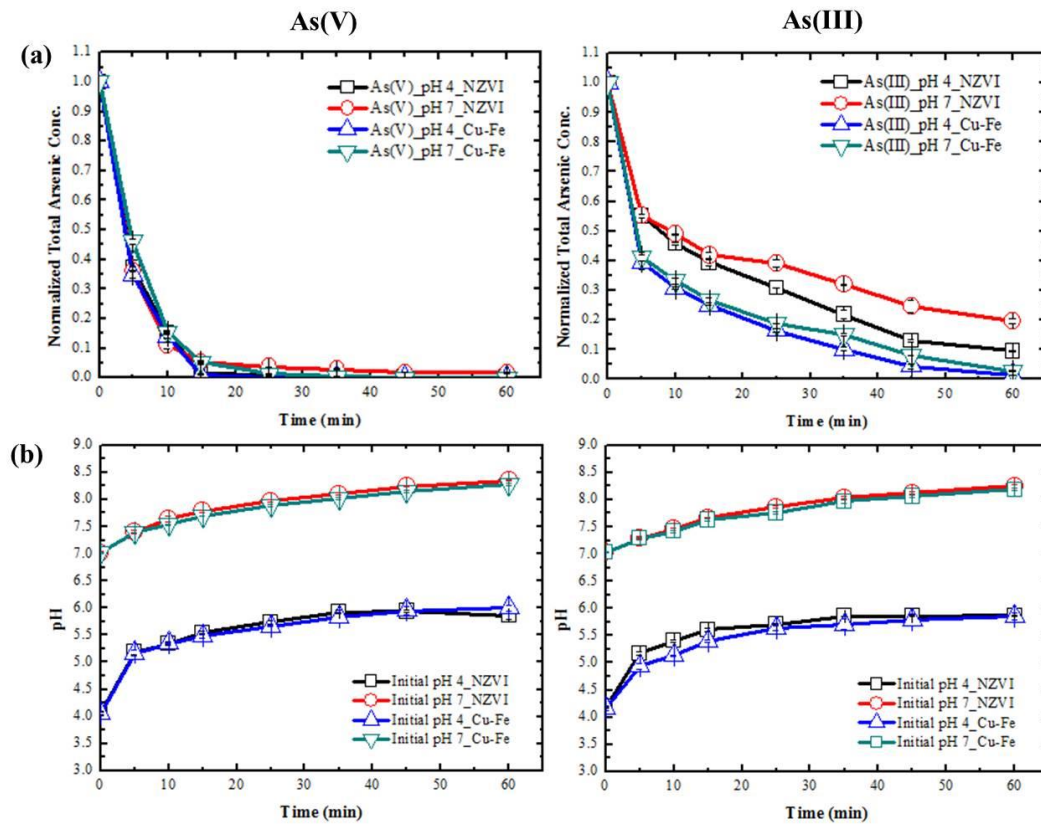 As(V)
As(III)
(a)
Normalized Total Arsenic Conc.
1.1
1.0
0.9
0.8
0.7
0.6
0.5
0.4
0.3
0.2
0.1
0.0
As(V)_pH 4_NZVI
As(V)_pH 7_NZVI
As(V)_pH 4_Cu-Fe
As(V)_pH 7_Cu-Fe
0 10 20 30 40 50 60
Time (min)
Normalized Total Arsenic Conc.
1.1
1.0
0.9
0.8
0.7
0.6
0.5
0.4
0.3
0.2
0.1
0.0
As(III)_pH 4_NZVI
As(III)_pH 7_NZVI
As(III)_pH 4_Cu-Fe
As(III)_pH 7_Cu-Fe
0 10 20 30 40 50 60
Time (min)
(b)
pH
9.0
8.5
8.0
7.5
7.0
6.5
6.0
5.5
5.0
4.5
4.0
3.5
3.0
Initial pH 4_NZVI
Initial pH 7_NZVI
Initial pH 4_Cu-Fe
Initial pH 7_Cu-Fe
0 10 20 30 40 50 60
Time (min)
pH
9.0
8.5
8.0
7.5
7.0
6.5
6.0
5.5
5.0
4.5
4.0
3.5
3.0
Initial pH 4_NZVI
Initial pH 7_NZVI
Initial pH 4_Cu-Fe
Initial pH 7_Cu-Fe
0 10 20 30 40 50 60
Time (min)